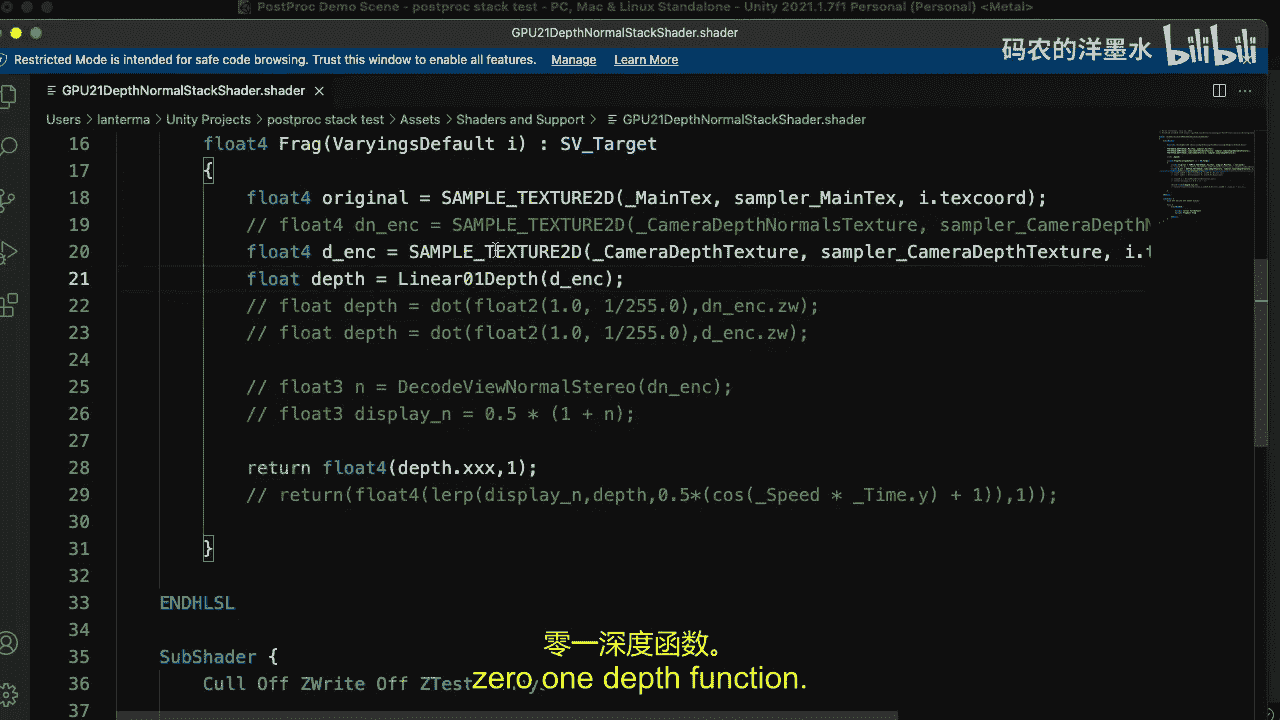 PostProc Demo Scene - postproc stack test - PC, Mac & Linux Standalone - Unity 2021.1.7f1 Personal (Personal) <Metal>
GPU21DepthNormalStackShader.shader
码农的洋墨水 bilibili
Restricted Mode is intended for safe code browsing. Trust this window to enable all features. Manage Learn More
GPU21DepthNormalStackShader.shader
Users > lanterma > Unity Projects > postproc stack test > Assets > Shaders and Support > GPU21DepthNormalStackShader.shader
16 float4 Frag(VaryingsDefault i) : SV_Target
17 {
18 float4 original = SAMPLE_TEXTURE2D(_MainTex, sampler_MainTex, i.texcoord);
19 // float4 dn_enc = SAMPLE_TEXTURE2D(_CameraDepthNormalsTexture, sampler_CameraDepthN
20 float4 d_enc = SAMPLE_TEXTURE2D(_CameraDepthTexture, sampler_CameraDepthTexture, i.t
21 float depth = Linear01Depth(d_enc);
22 // float depth = dot(float2(1.0, 1/255.0),dn_enc.zw);
23 // float depth = dot(float2(1.0, 1/255.0),d_enc.zw);
24
25 // float3 n = DecodeViewNormalStereo(dn_enc);
26 // float3 display_n = 0.5 * (1 + n);
27
28 return float4(depth.xxx,1);
29 // return(float4(lerp(display_n,depth,0.5*(cos(_Speed * _Time.y) + 1)),1));
30
31 }
32
33 ENDHLSL
34
35 SubShader {
36 Cull Off ZWrite Off ZTest
37
零一深度函数。
zero one depth function.